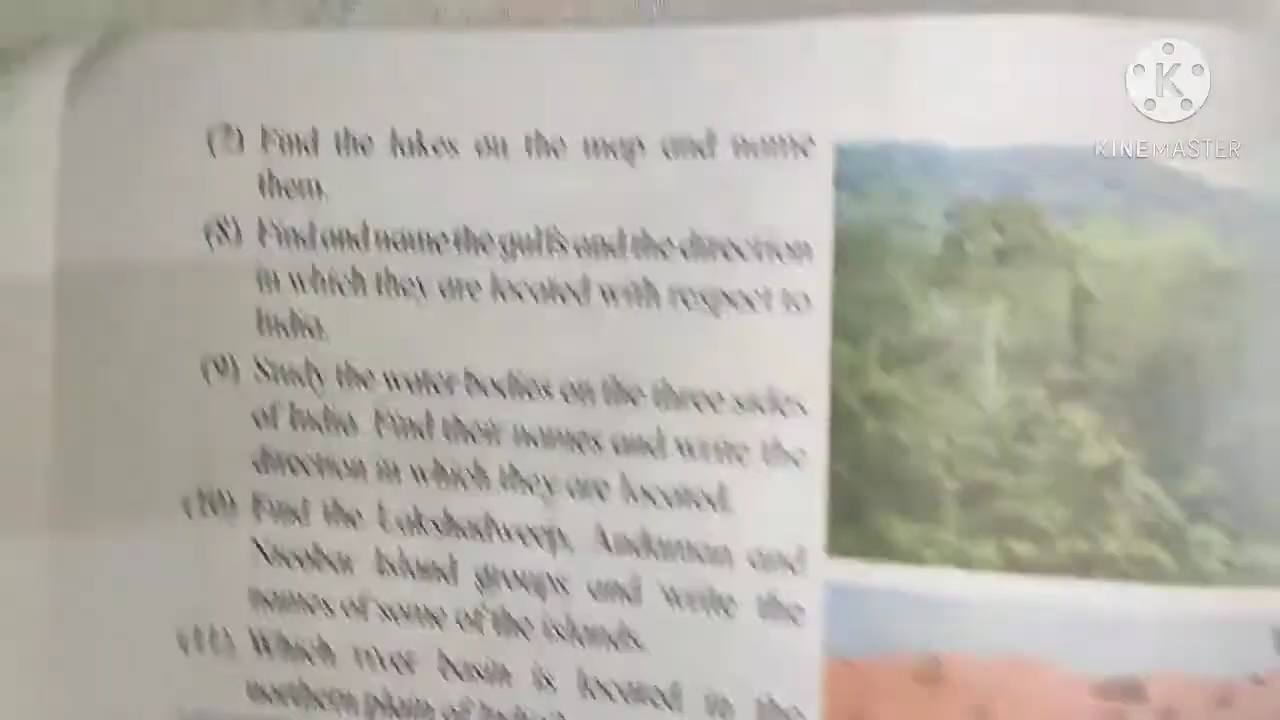 (7) Find the lakes on the map and name
them.
(8) Find and name the gulfs and the direction
in which they are located with respect to
India.
(9) Study the water bodies on the three sides
of India. Find their names and write the
direction in which they are located.
(10) Find the Lakshadweep, Andaman and
Nicobar Island groups and write the
names of some of the islands.
(11) Which river basin is located in the
northern plain of India?
K
KINEMASTER